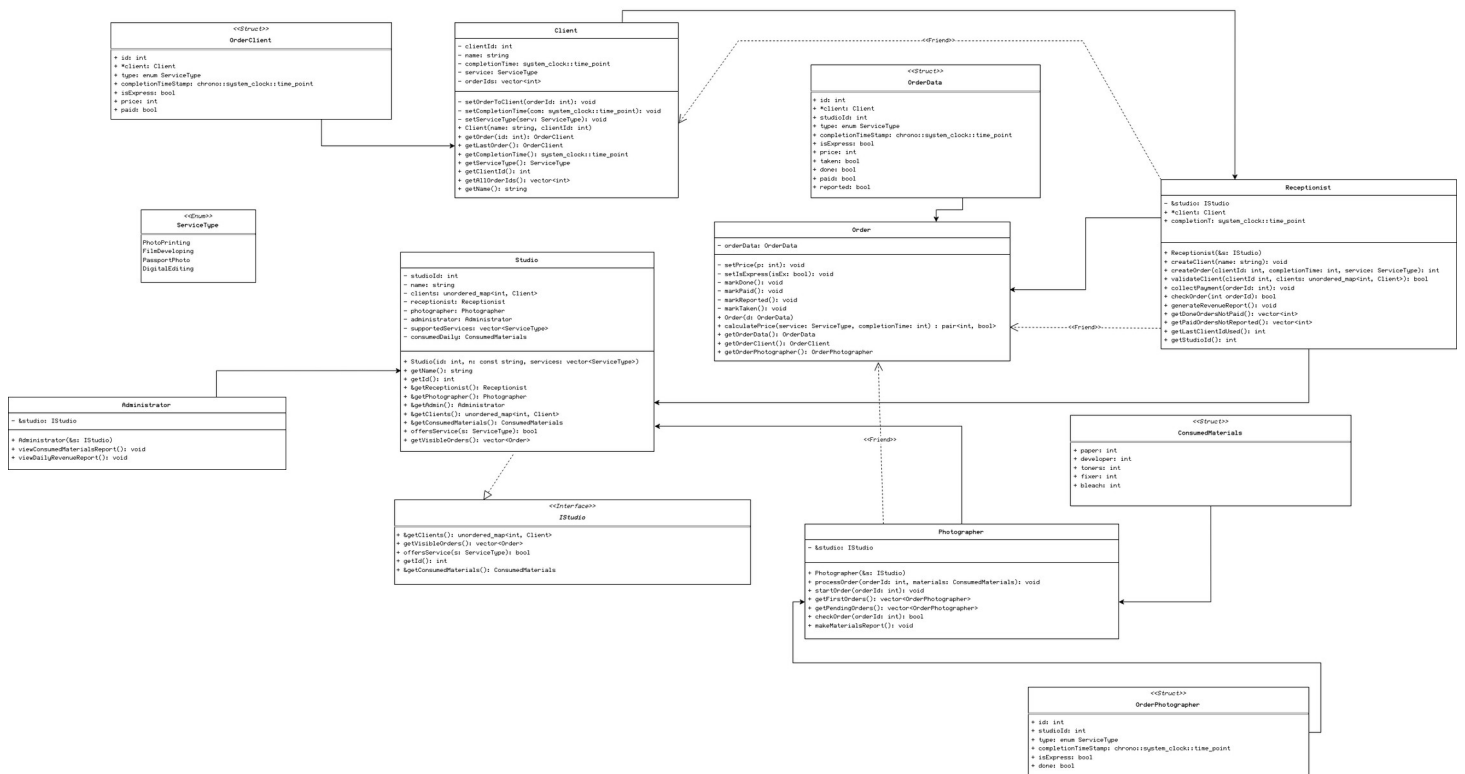 <<Struct>>
OrderClient
+ id: int
+ *client: Client
+ type: enum ServiceType
+ completionTimeStamp: chrono::system_clock::time_point
+ isExpress: bool
+ price: int
+ paid: bool
Client
- clientId: int
- name: string
- completionTime: system_clock::time_point
- service: ServiceType
- orderIds: vector<int>
- setOrderToClient(orderId: int): void
- setCompletionTime(com: system_clock::time_point): void
- setServiceType(serv: ServiceType): void
+ Client(name: string, clientId: int)
+ getOrder(id: int): OrderClient
+ getLastOrder(): OrderClient
+ getCompletionTime(): system_clock::time_point
+ getServiceType(): ServiceType
+ getClientId(): int
+ getAllOrderIds(): vector<int>
+ getName(): string
<<Friend>>
<<Struct>>
OrderData
+ id: int
+ *client: Client
+ studioId: int
+ type: enum ServiceType
+ completionTimeStamp: chrono::system_clock::time_point
+ isExpress: bool
+ price: int
+ taken: bool
+ done: bool
+ paid: bool
+ reported: bool
Receptionist
- &studio: IStudio
+ *client: Client
+ completionT: system_clock::time_point
+ Receptionist(&s: IStudio)
+ createClient(name: string): void
+ createOrder(clientId: int, completionTime: int, service: ServiceType): int
+ validateClient(clientId int, clients: unordered_map<int, Client>): bool
+ collectPayment(orderId: int): void
+ checkOrder(int orderId): bool
+ generateRevenueReport(): void
+ getDoneOrdersNotPaid(): vector<int>
+ getPaidOrdersNotReported(): vector<int>
+ getLastClientIdUsed(): int
+ getStudioId(): int
<<Enum>>
ServiceType
PhotoPrinting
FilmDeveloping
PassportPhoto
DigitalEditing
Order
- orderData: OrderData
- setPrice(p: int): void
- setIsExpress(isEx: bool): void
- markDone(): void
- markPaid(): void
- markReported(): void
- markTaken(): void
+ Order(d: OrderData)
+ calculatePrice(service: ServiceType, completionTime: int) : pair<int, bool>
+ getOrderData(): OrderData
+ getOrderClient(): OrderClient
+ getOrderPhotographer(): OrderPhotographer
<<Friend>>
Studio
- studioId: int
- name: string
- clients: unordered_map<int, Client>
- receptionist: Receptionist
- photographer: Photographer
- administrator: Administrator
- supportedServices: vector<ServiceType>
- consumedDaily: ConsumedMaterials
+ Studio(id: int, n: const string, services: vector<ServiceType>)
+ getName(): string
+ getId(): int
+ &getReceptionist(): Receptionist
+ &getPhotographer(): Photographer
+ &getAdmin(): Administrator
+ &getClients(): unordered_map<int, Client>
+ &getConsumedMaterials(): ConsumedMaterials
+ offersService(s: ServiceType): bool
+ getVisibleOrders(): vector<Order>
Administrator
- &studio: IStudio
+ Administrator(&s: IStudio)
+ viewConsumedMaterialsReport(): void
+ viewDailyRevenueReport(): void
<<Friend>>
<<Struct>>
ConsumedMaterials
+ paper: int
+ developer: int
+ toners: int
+ fixer: int
+ bleach: int
<<Interface>>
IStudio
+ &getClients(): unordered_map<int, Client>
+ getVisibleOrders(): vector<Order>
+ offersService(s: ServiceType): bool
+ getId(): int
+ &getConsumedMaterials(): ConsumedMaterials
Photographer
- &studio: IStudio
+ Photographer(&s: IStudio)
+ processOrder(orderId: int, materials: ConsumedMaterials): void
+ startOrder(orderId: int): void
+ getFirstOrders(): vector<OrderPhotographer>
+ getPendingOrders(): vector<OrderPhotographer>
+ checkOrder(orderId: int): bool
+ makeMaterialsReport(): void
<<Struct>>
OrderPhotographer
+ id: int
+ studioId: int
+ type: enum ServiceType
+ completionTimeStamp: chrono::system_clock::time_point
+ isExpress: bool
+ done: bool